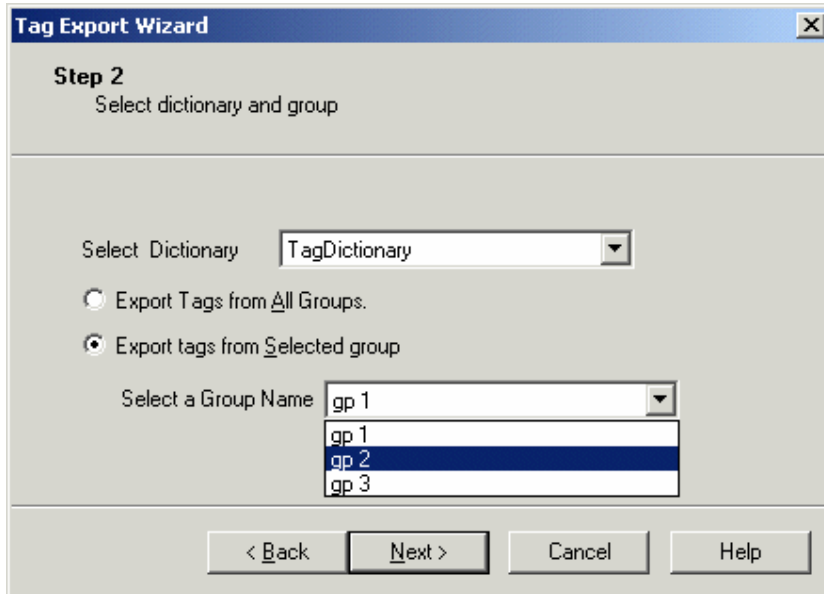 Tag Export Wizard
Step 2
Select dictionary and group
Select Dictionary TagDictionary
Export Tags from All Groups.
Export tags from Selected group
Select a Group Name gp 1
gp 1
gp 2
gp 3
< Back Next > Cancel Help